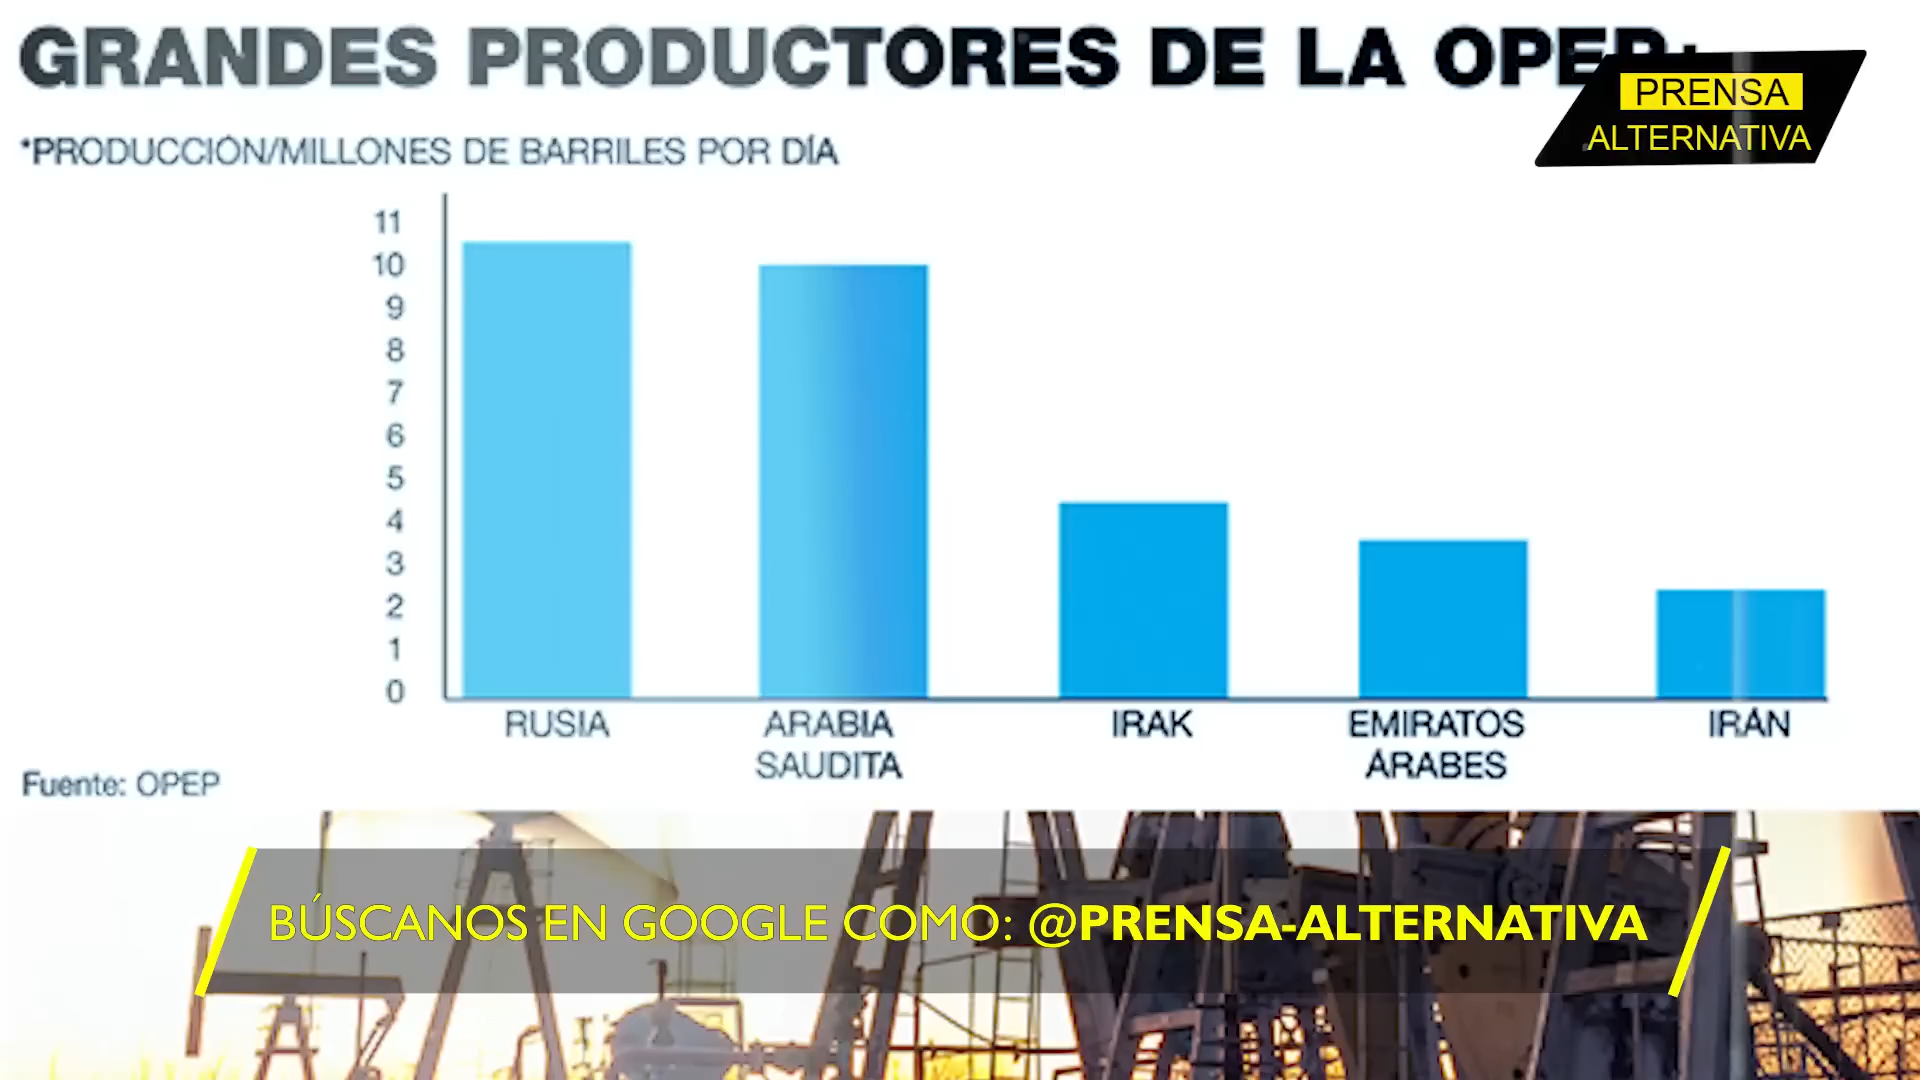 GRANDES PRODUCTORES DE LA OPEP+
PRENSA
ALTERNATIVA
*PRODUCCIÓN/MILLONES DE BARRILES POR DÍA
11
10
9
8
7
6
5
4
3
2
1
0
RUSIA
ARABIA
SAUDITA
IRAK
EMIRATOS
ÁRABES
IRÁN
Fuente: OPEP
BÚSCANOS EN GOOGLE COMO: @PRENSA-ALTERNATIVA